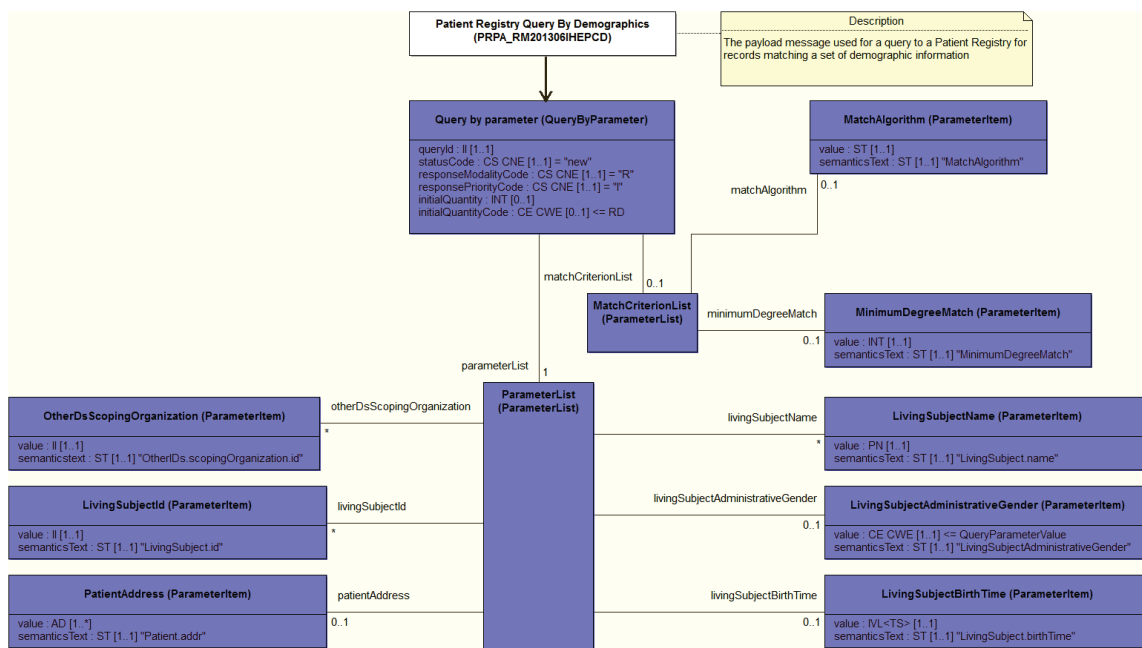 Patient Registry Query By Demographics
(PRPA_RM201306IHEPCD)
Description
The payload message used for a query to a Patient Registry for
records matching a set of demographic information
Query by parameter (QueryByParameter)
queryId : II [1..1]
statusCode : CS CNE [1..1] = "new"
responseModalityCode : CS CNE [1..1] = "R"
responsePriorityCode : CS CNE [1..1] = "I"
initialQuantity : INT [0..1]
initialQuantityCode : CE CWE [0..1] <= RD
MatchAlgorithm (ParameterItem)
value : ST [1..1]
semanticsText : ST [1..1] "MatchAlgorithm"
matchAlgorithm
0..1
matchCriterionList
0..1
MatchCriterionList
(ParameterList)
minimumDegreeMatch
0..1
MinimumDegreeMatch (ParameterItem)
value : INT [1..1]
semanticsText : ST [1..1] "MinimumDegreeMatch"
parameterList
1
ParameterList
(ParameterList)
OtherDsScopingOrganization (ParameterItem)
value : II [1..1]
semanticstext : ST [1..1] "OtherIDs.scopingOrganization.id"
otherDsScopingOrganization
*
livingSubjectName
*
LivingSubjectName (ParameterItem)
value : PN [1..1]
semanticsText : ST [1..1] "LivingSubject.name"
LivingSubjectId (ParameterItem)
value : II [1..1]
semanticsText : ST [1..1] "LivingSubject.id"
livingSubjectId
*
livingSubjectAdministrativeGender
0..1
LivingSubjectAdministrativeGender (ParameterItem)
value : CE CWE [1..1] <= QueryParameterValue
semanticsText : ST [1..1] "LivingSubjectAdministrativeGender"
PatientAddress (ParameterItem)
value : AD [1..*]
semanticsText : ST [1..1] "Patient.addr"
patientAddress
0..1
livingSubjectBirthTime
0..1
LivingSubjectBirthTime (ParameterItem)
value : IVL<TS> [1..1]
semanticsText : ST [1..1] "LivingSubject.birthTime"